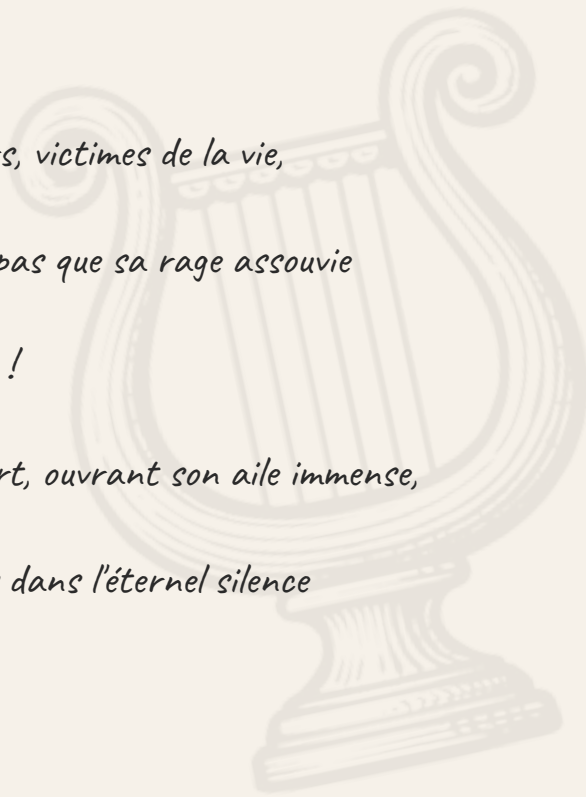 s, victimes de la vie,
pas que sa rage assouvie
!
rt, ouvrant son aile immense,
dans l'éternel silence